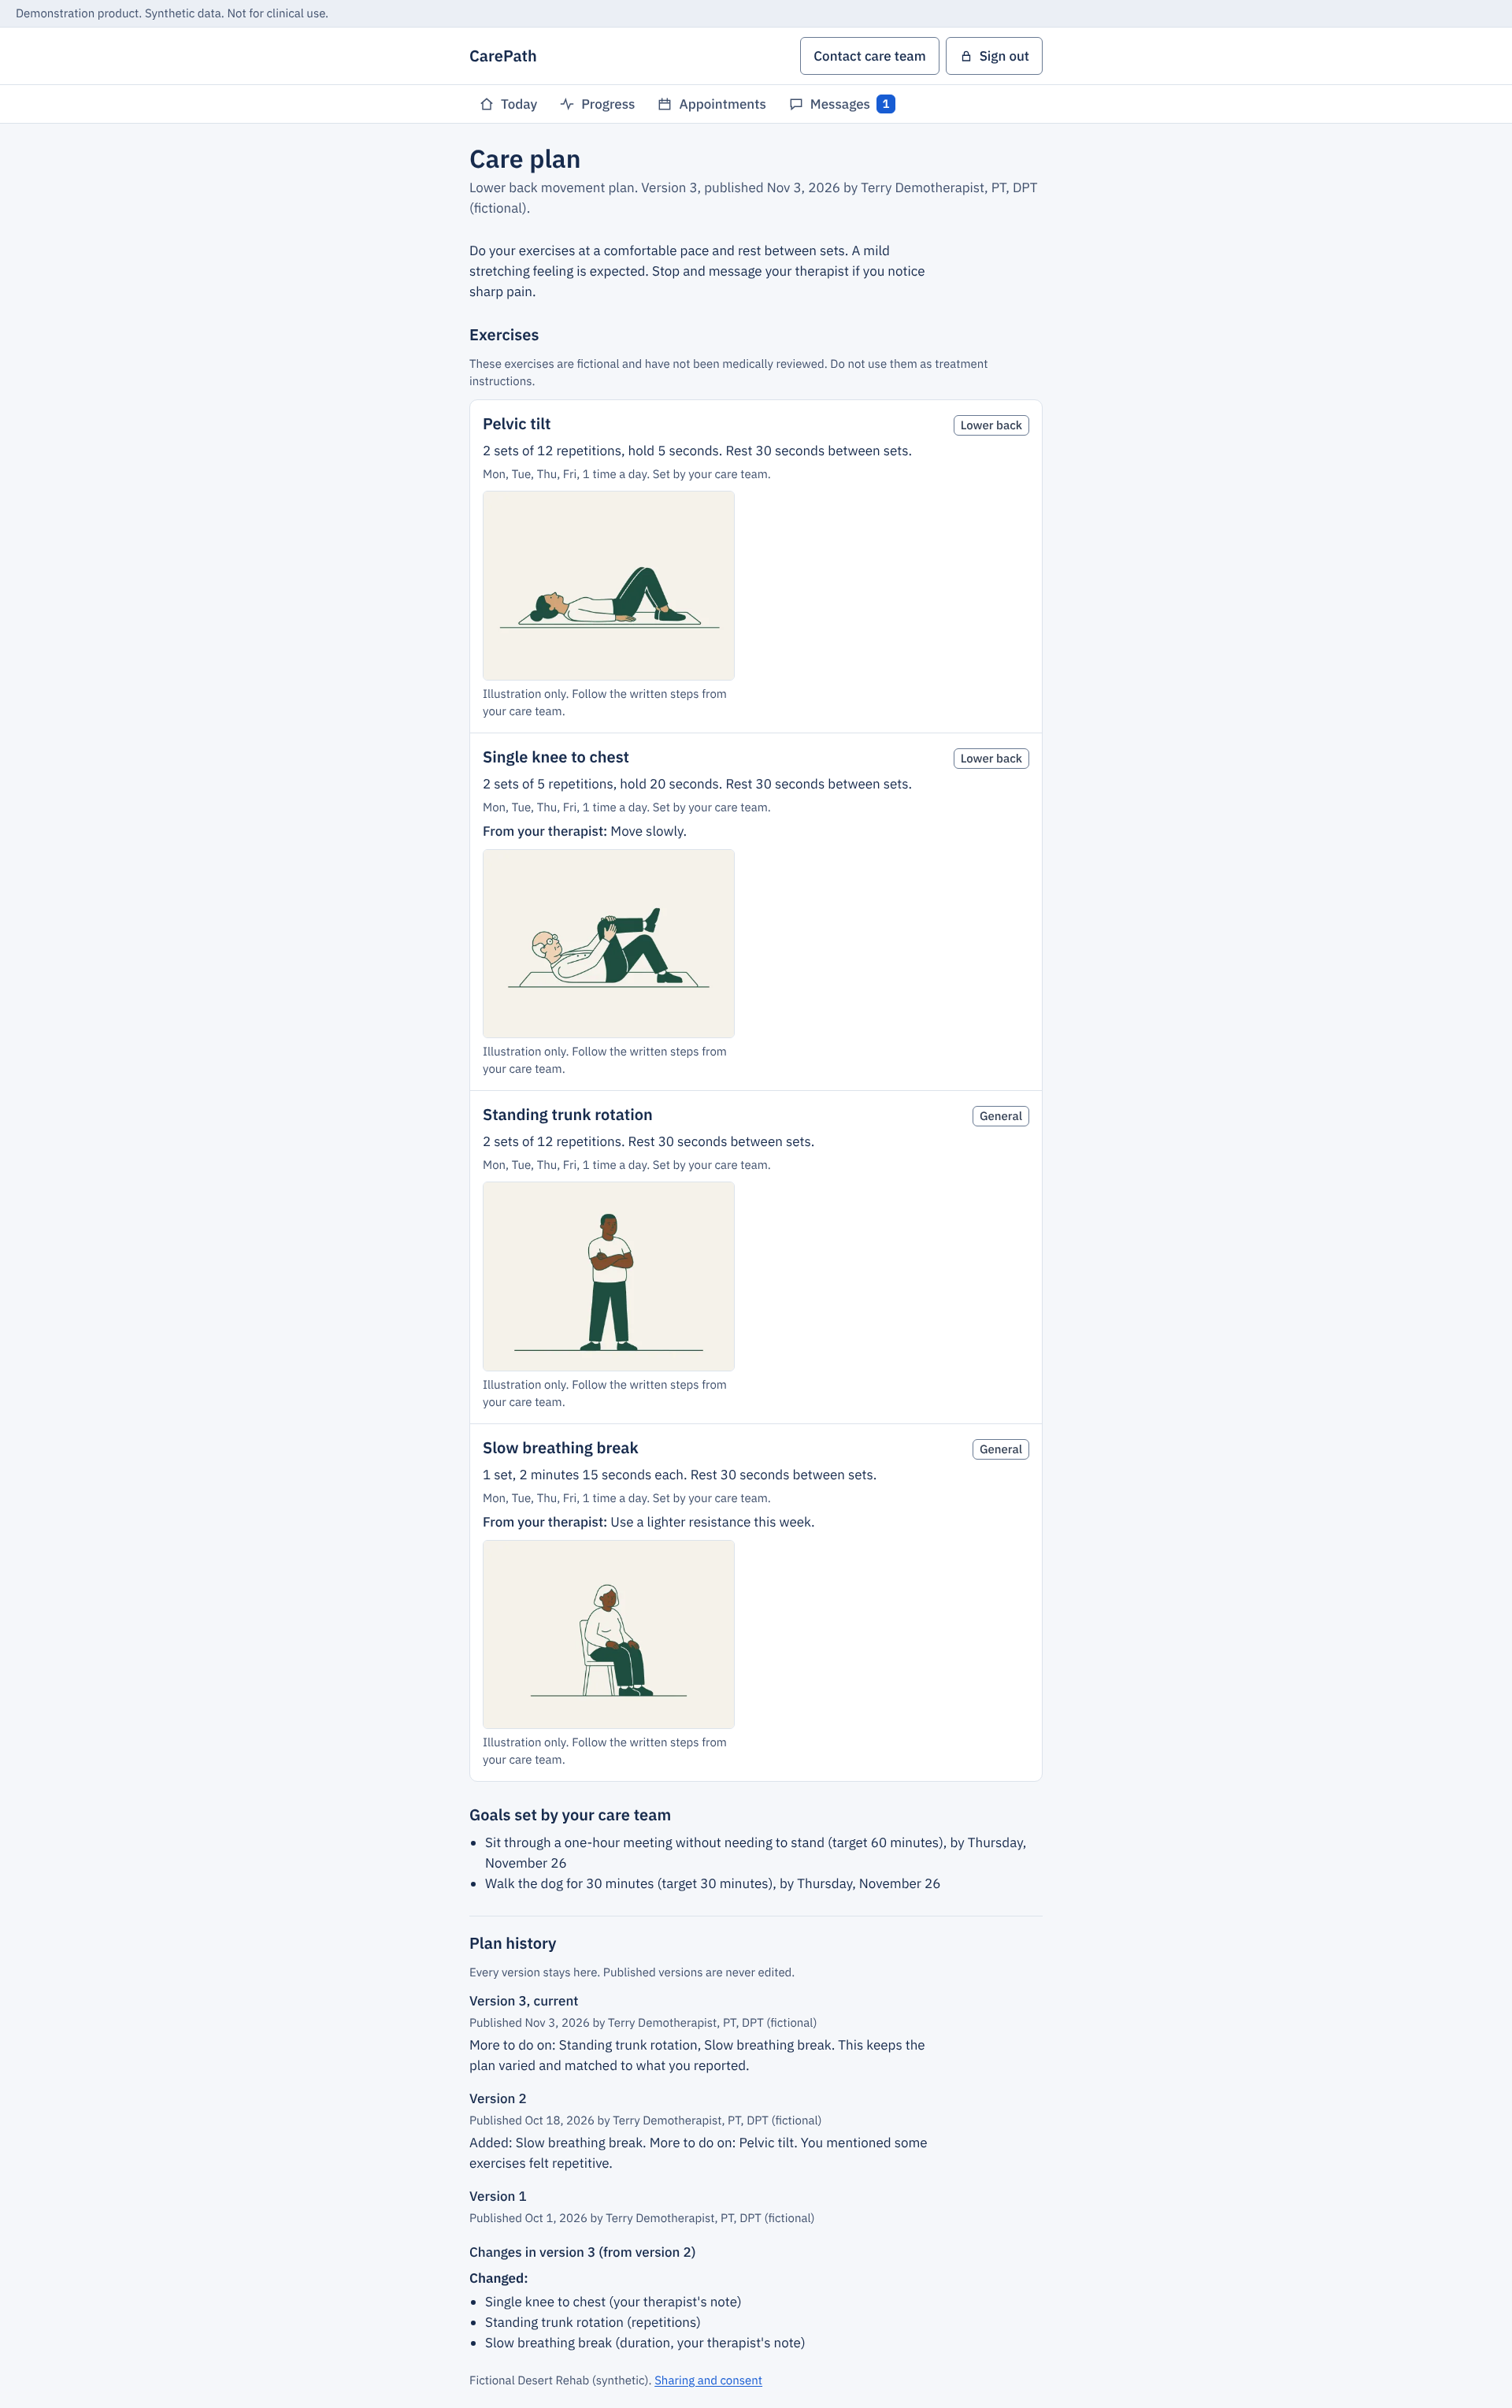 Demonstration product. Synthetic data. Not for clinical use.
CarePath
Contact care team
Sign out
Today
Progress
Appointments
Messages 1
Care plan
Lower back movement plan. Version 3, published Nov 3, 2026 by Terry Demotherapist, PT, DPT
(fictional).
Do your exercises at a comfortable pace and rest between sets. A mild
stretching feeling is expected. Stop and message your therapist if you notice
sharp pain.
Exercises
These exercises are fictional and have not been medically reviewed. Do not use them as treatment
instructions.
Pelvic tilt
Lower back
2 sets of 12 repetitions, hold 5 seconds. Rest 30 seconds between sets.
Mon, Tue, Thu, Fri, 1 time a day. Set by your care team.
Illustration only. Follow the written steps from
your care team.
Single knee to chest
Lower back
2 sets of 5 repetitions, hold 20 seconds. Rest 30 seconds between sets.
Mon, Tue, Thu, Fri, 1 time a day. Set by your care team.
From your therapist: Move slowly.
Illustration only. Follow the written steps from
your care team.
Standing trunk rotation
General
2 sets of 12 repetitions. Rest 30 seconds between sets.
Mon, Tue, Thu, Fri, 1 time a day. Set by your care team.
Illustration only. Follow the written steps from
your care team.
Slow breathing break
General
1 set, 2 minutes 15 seconds each. Rest 30 seconds between sets.
Mon, Tue, Thu, Fri, 1 time a day. Set by your care team.
From your therapist: Use a lighter resistance this week.
Illustration only. Follow the written steps from
your care team.
Goals set by your care team
• Sit through a one-hour meeting without needing to stand (target 60 minutes), by Thursday,
November 26
• Walk the dog for 30 minutes (target 30 minutes), by Thursday, November 26
Plan history
Every version stays here. Published versions are never edited.
Version 3, current
Published Nov 3, 2026 by Terry Demotherapist, PT, DPT (fictional)
More to do on: Standing trunk rotation, Slow breathing break. This keeps the
plan varied and matched to what you reported.
Version 2
Published Oct 18, 2026 by Terry Demotherapist, PT, DPT (fictional)
Added: Slow breathing break. More to do on: Pelvic tilt. You mentioned some
exercises felt repetitive.
Version 1
Published Oct 1, 2026 by Terry Demotherapist, PT, DPT (fictional)
Changes in version 3 (from version 2)
Changed:
• Single knee to chest (your therapist's note)
• Standing trunk rotation (repetitions)
• Slow breathing break (duration, your therapist's note)
Fictional Desert Rehab (synthetic). Sharing and consent